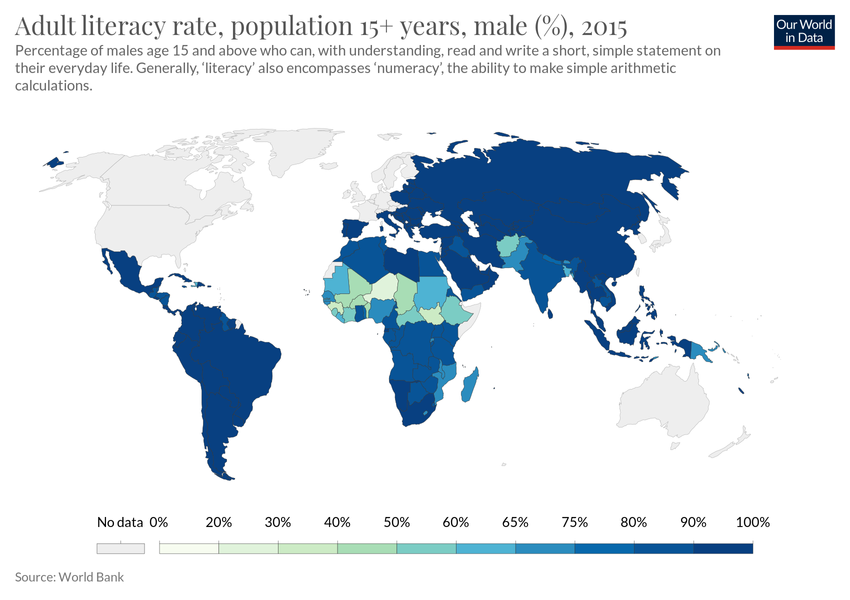 Adult literacy rate, population 15+ years, male (%), 2015
Our World
in Data
Percentage of males age 15 and above who can, with understanding, read and write a short, simple statement on
their everyday life. Generally, ‘literacy’ also encompasses ‘numeracy’, the ability to make simple arithmetic
calculations.
No data 0% 20% 30% 40% 50% 60% 65% 75% 80% 90% 100%
Source: World Bank